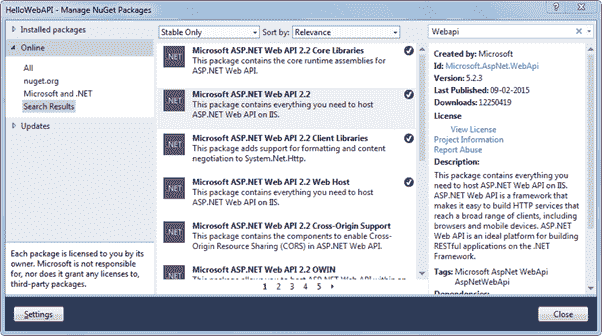 HelloWebAPI - Manage NuGet Packages
Installed packages
Online
All
nuget.org
Microsoft and .NET
Search Results
Updates
Each package is licensed to you by its
owner. Microsoft is not responsible
for, nor does it grant any licenses to,
third-party packages.
Stable Only
Sort by: Relevance
.NET
Microsoft ASP.NET Web API 2.2 Core Libraries
This package contains the core runtime assemblies for
ASP.NET Web API.
.NET
Microsoft ASP.NET Web API 2.2
This package contains everything you need to host
ASP.NET Web API on IIS.
.NET
Microsoft ASP.NET Web API 2.2 Client Libraries
This package adds support for formatting and content
negotiation to System.Net.Http.
.NET
Microsoft ASP.NET Web API 2.2 Web Host
This package contains everything you need to host
ASP.NET Web API on IIS.
.NET
Microsoft ASP.NET Web API 2.2 Cross-Origin Support
This package contains the components to enable Cross-
Origin Resource Sharing (CORS) in ASP.NET Web API.
.NET
Microsoft ASP.NET Web API 2.2 OWIN
1 2 3 4 5
Webapi
Created by: Microsoft
Id: Microsoft.AspNet.WebApi
Version: 5.2.3
Last Published: 09-02-2015
Downloads: 12250419
License
View License
Project Information
Report Abuse
Description:
This package contains everything you
need to host ASP.NET Web API on IIS.
ASP.NET Web API is a framework that
makes it easy to build HTTP services that
reach a broad range of clients, including
browsers and mobile devices. ASP.NET
Web API is an ideal platform for building
RESTful applications on the .NET
Framework.
Tags: Microsoft AspNet WebApi
AspNetWebApi
Settings
Close